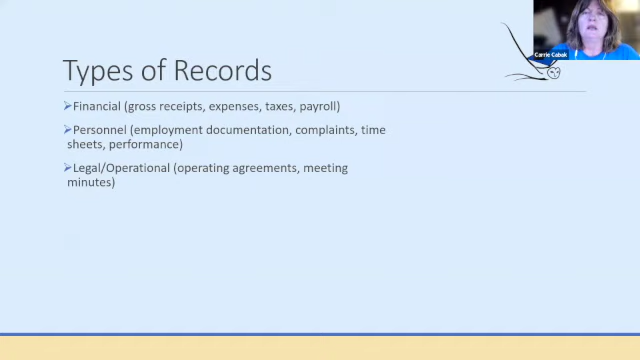 Types of Records
Carrie Cabak
➢Financial (gross receipts, expenses, taxes, payroll)
➢Personnel (employment documentation, complaints, time
sheets, performance)
➢Legal/Operational (operating agreements, meeting
minutes)